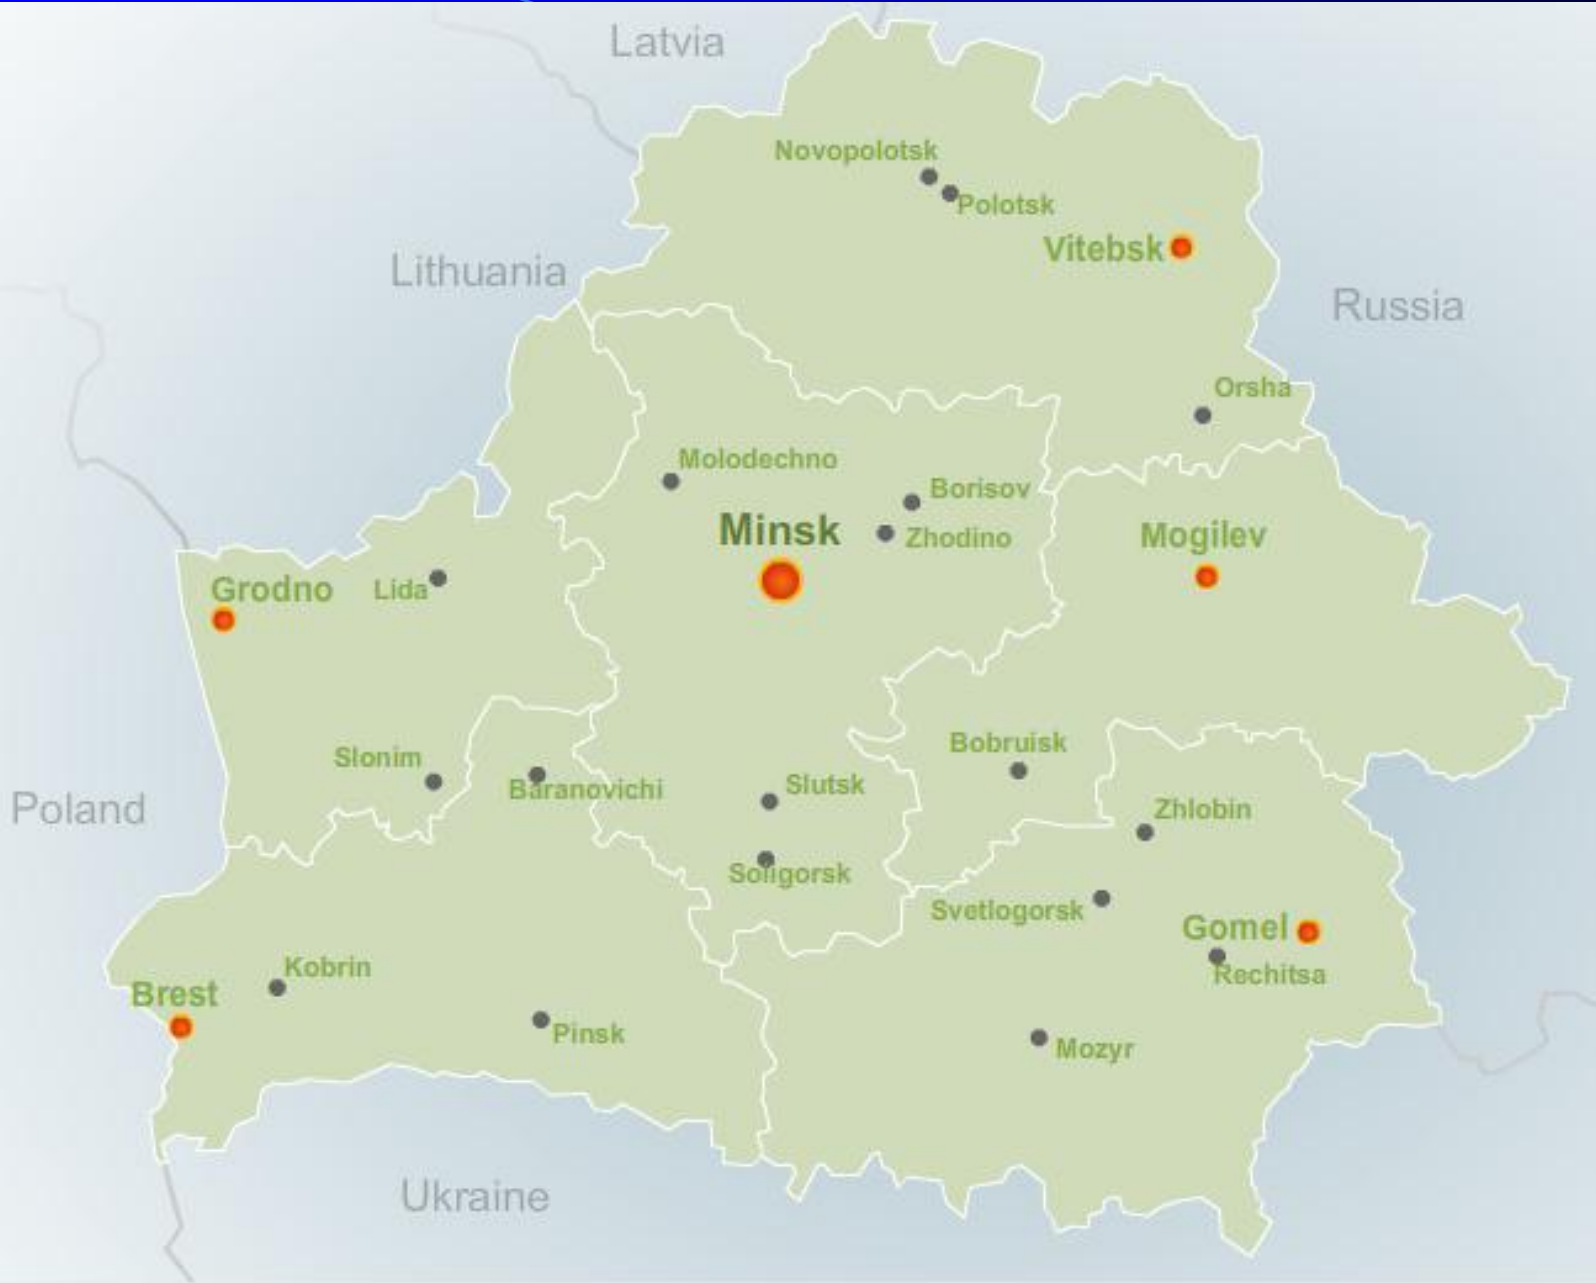 Latvia
Novopolotsk
Polotsk
Vitebsk
Lithuania
Russia
Orsha
Molodechno
Borisov
Minsk
Zhodino
Mogilev
Grodno
Lida
Bobruisk
Slonim
Baranovichi
Slutsk
Poland
Zhlobin
Soligorsk
Svetlogorsk
Gomel
Kobrin
Rechitsa
Brest
Pinsk
Mozyr
Ukraine